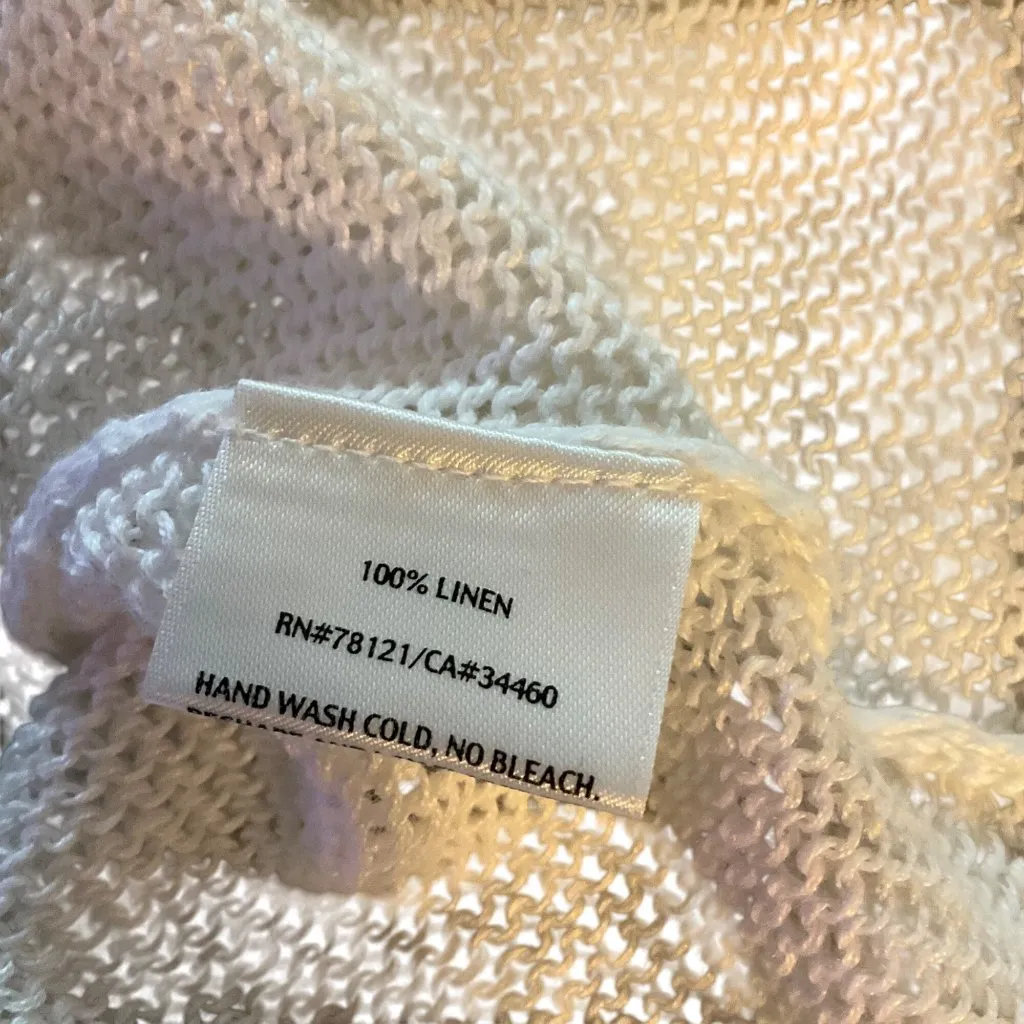 100% LINEN
RN#78121/CA#34460
HAND WASH COLD, NO BLEACH.